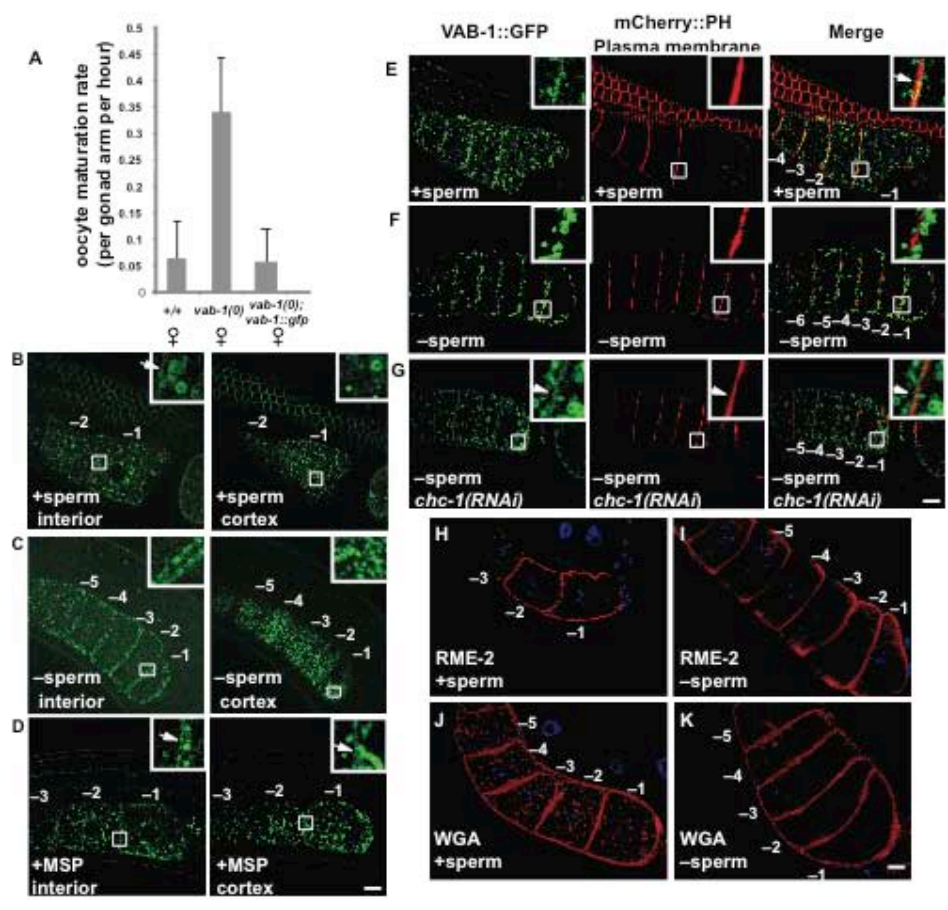 A
oocyte maturation rate
(per gonad arm per hour)
0.5
0.45
0.4
0.35
0.3
0.25
0.2
0.15
0.1
0.05
0
+/+
vab-1(0)
vab-1(0);
vab-1::gfp
♀ ♀ ♀
B
–2 –1
+sperm
interior
–1
+sperm
cortex
C
–5 –4 –3 –2 –1
–sperm
interior
–5 –4 –3 –2 –1
–sperm
cortex
D
–3 –2 –1
+MSP
interior
–3 –2 –1
+MSP
cortex
VAB-1::GFP
mCherry::PH
Plasma membrane
Merge
E
+sperm
+sperm
–4 –3 –2 –1
+sperm
F
–sperm
–sperm
–6 –5 –4 –3 –2 –1
–sperm
G
–sperm
chc-1(RNAi)
–sperm
chc-1(RNAi)
–5 –4 –3 –2 –1
–sperm
chc-1(RNAi)
H
–3 –2 –1
RME-2
+sperm
I
–5 –4 –3 –2 –1
RME-2
–sperm
J
–5 –4 –3 –2 –1
WGA
+sperm
K
–5 –4 –3 –2 –1
WGA
–sperm